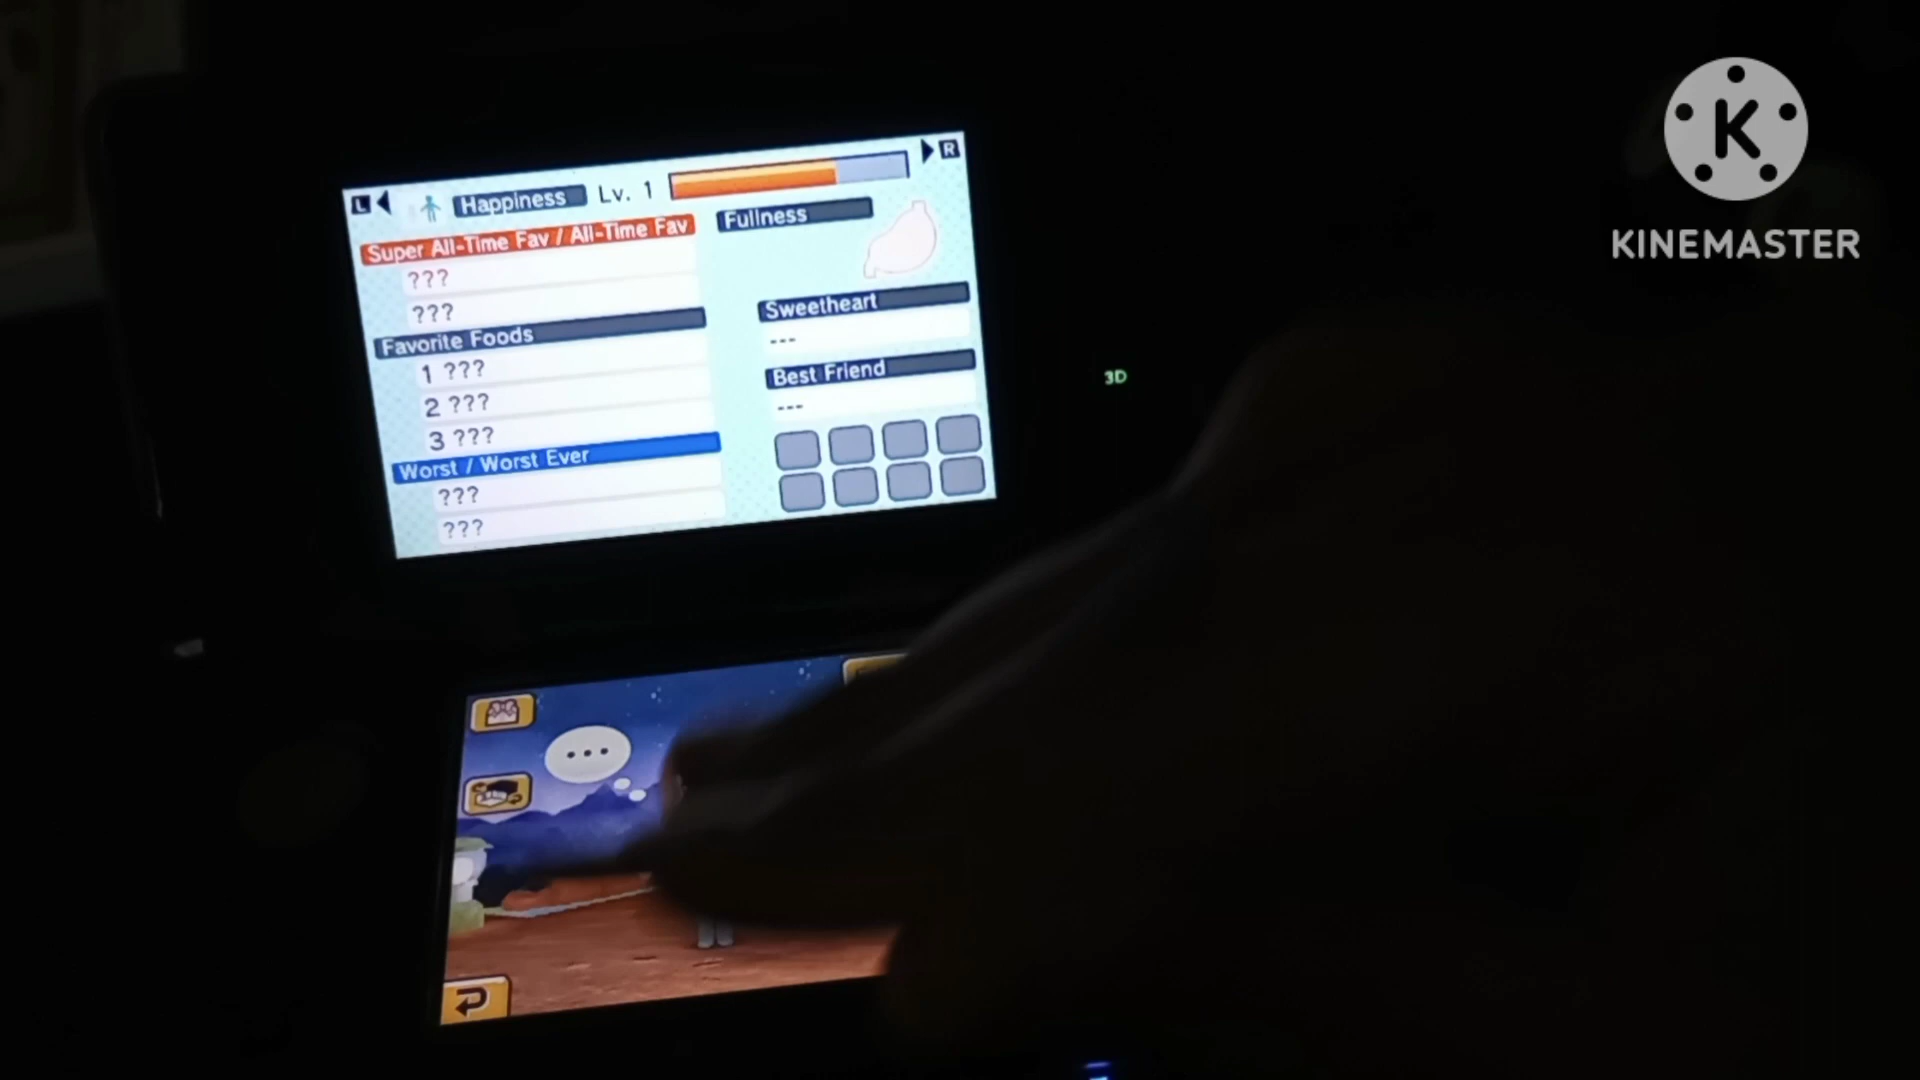 L R
Happiness Lv. 1
Super All-Time Fav / All-Time Fav
???
???
Favorite Foods
1 ???
2 ???
3 ???
Worst / Worst Ever
???
???
Fullness
Sweetheart
---
Best Friend
---
3D
...
K
KINEMASTER